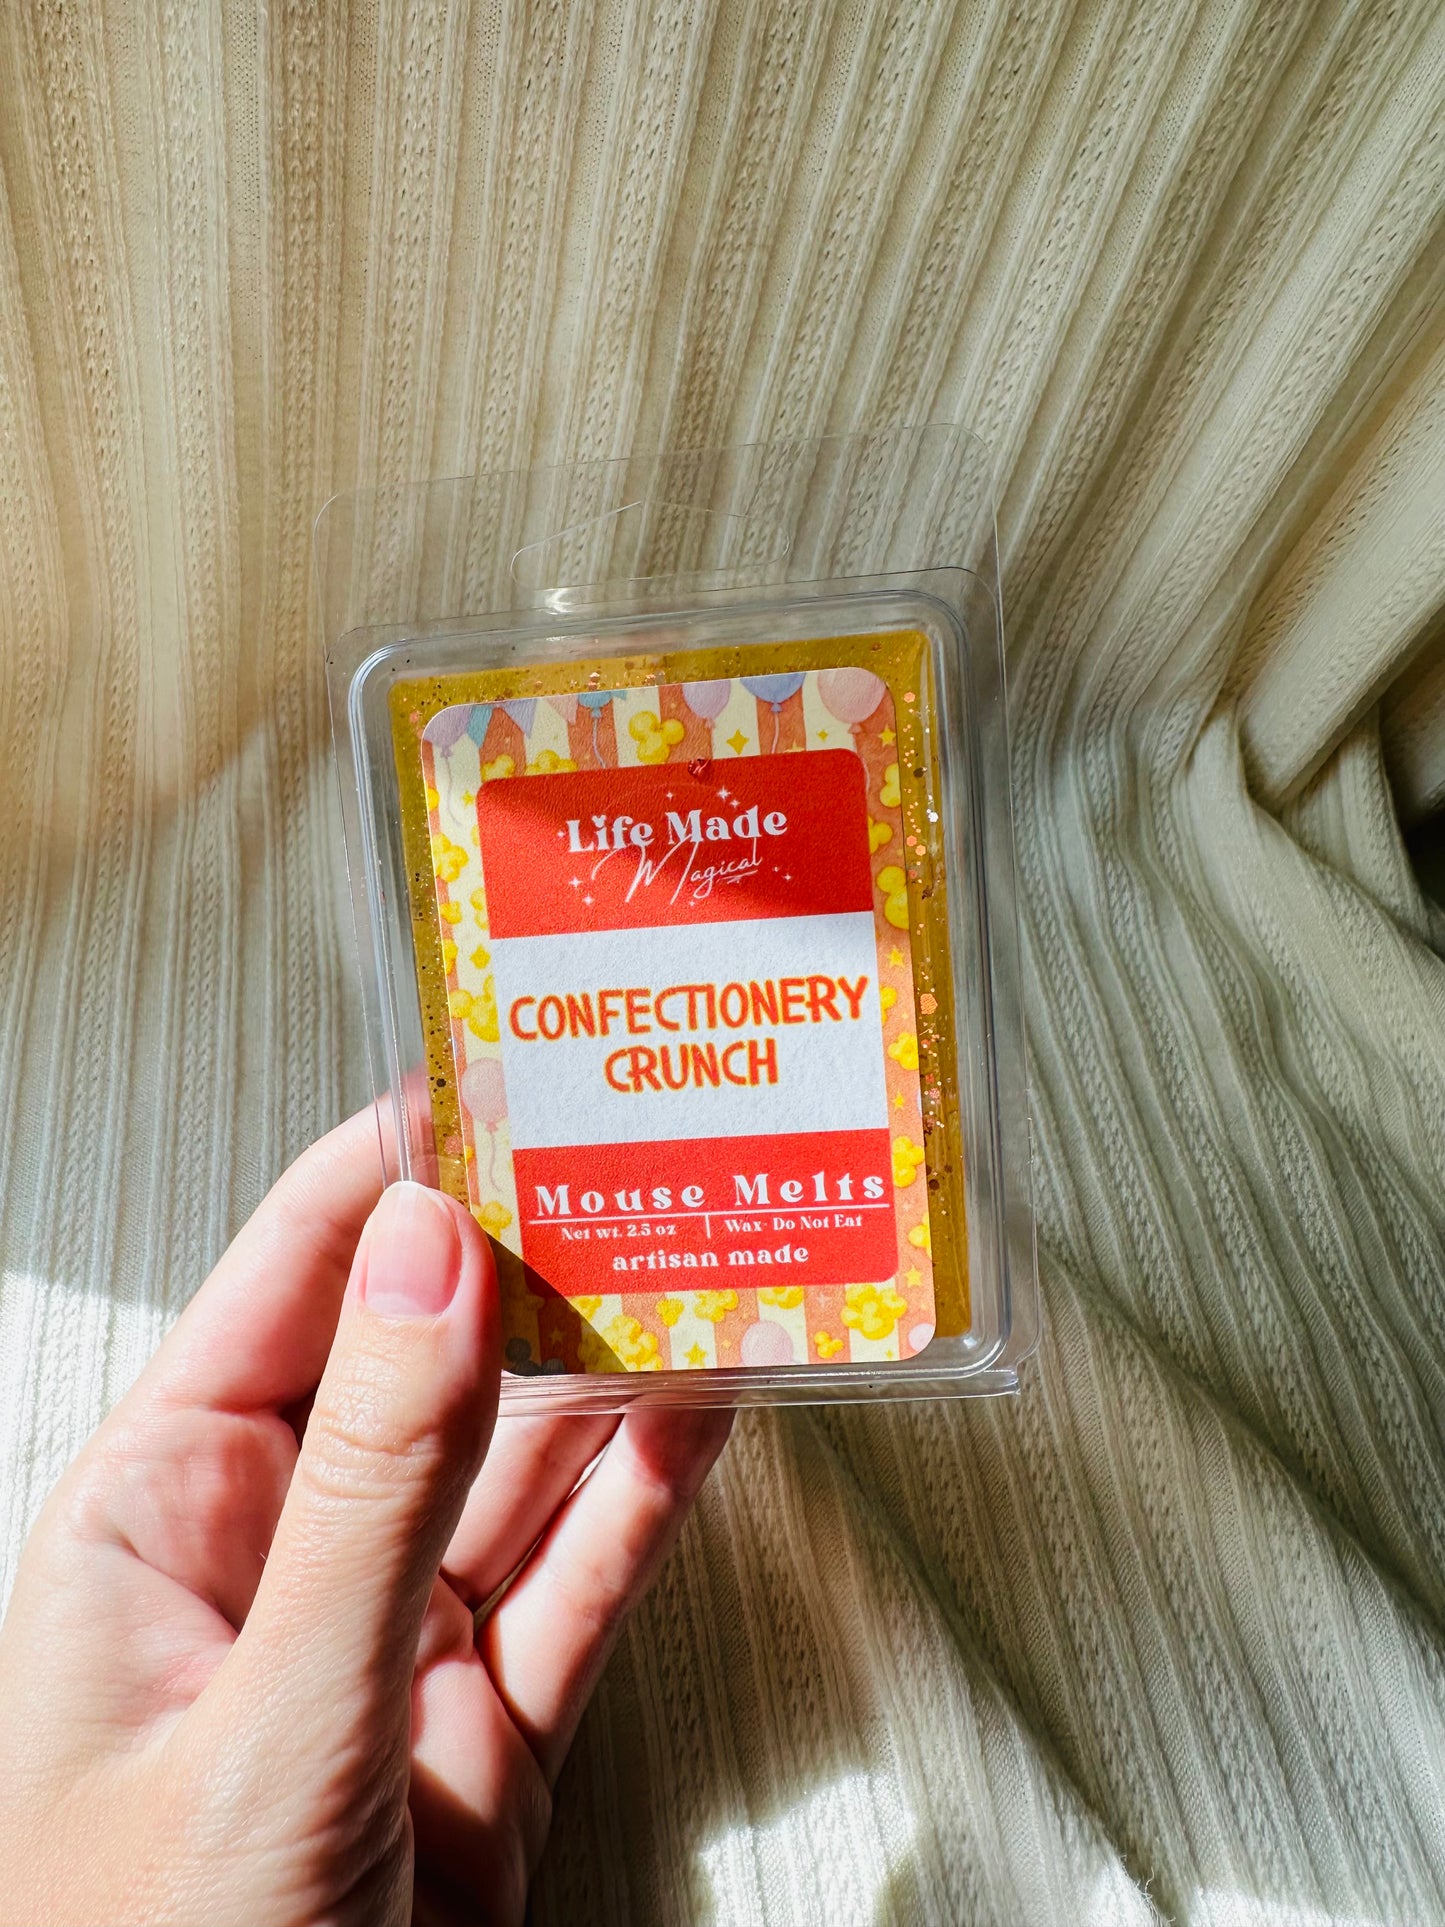 Life Made
Magical
CONFECTIONERY
CRUNCH
Mouse Melts
Net wt. 2.5 oz | Wax- Do Not Eat
artisan made